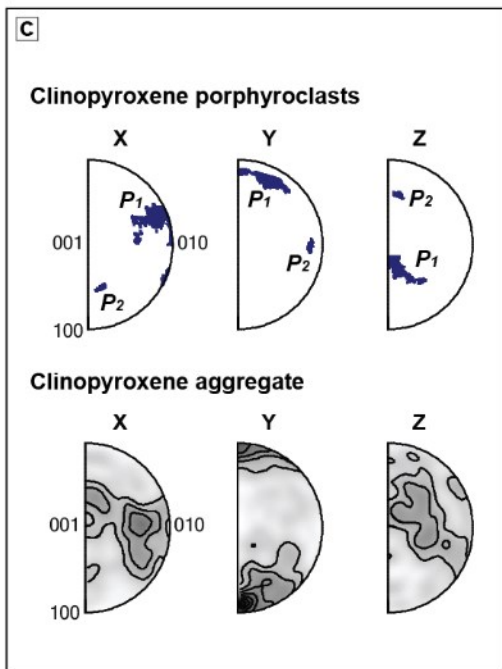 C
Clinopyroxene porphyroclasts
X Y Z
P1 P1 P2
001 010 P2 P1
P2
100
Clinopyroxene aggregate
X Y Z
001 010
100